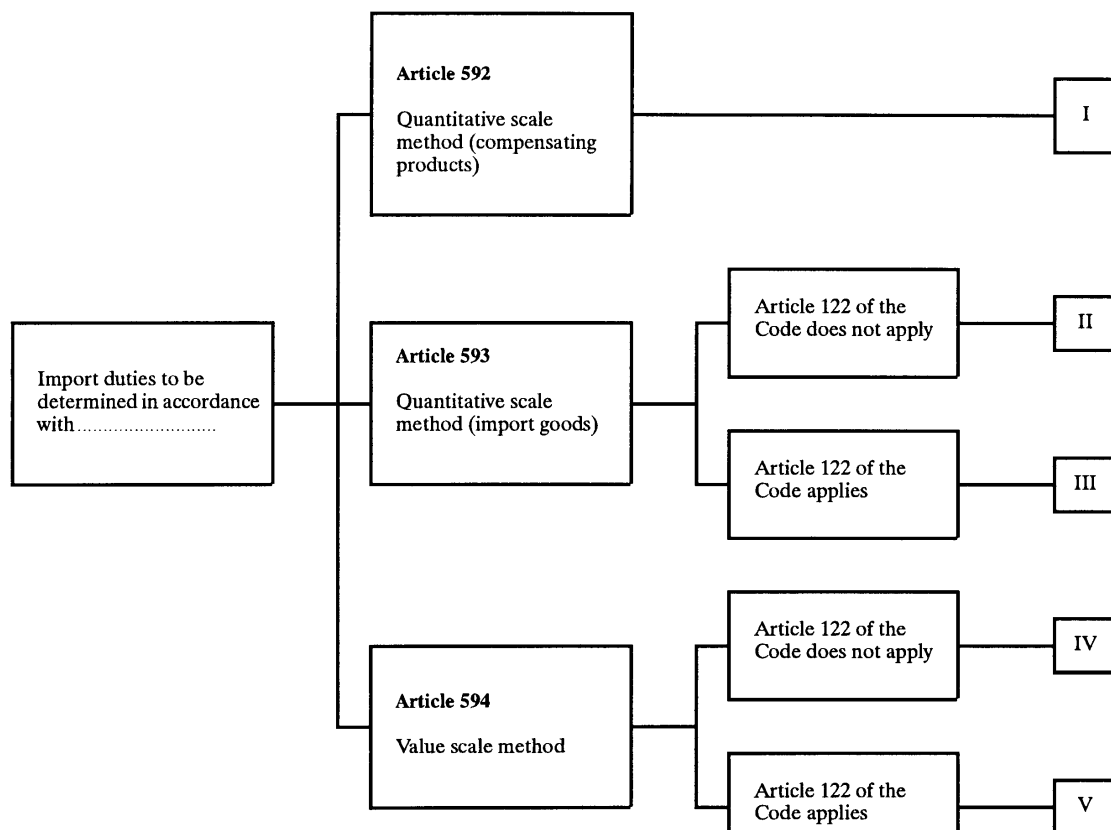 Article 592
Quantitative scale
method (compensating
products)
I
Import duties to be
determined in accordance
with ...........................
Article 593
Quantitative scale
method (import goods)
Article 122 of the
Code does not apply
II
Article 122 of the
Code applies
III
Article 594
Value scale method
Article 122 of the
Code does not apply
IV
Article 122 of the
Code applies
V